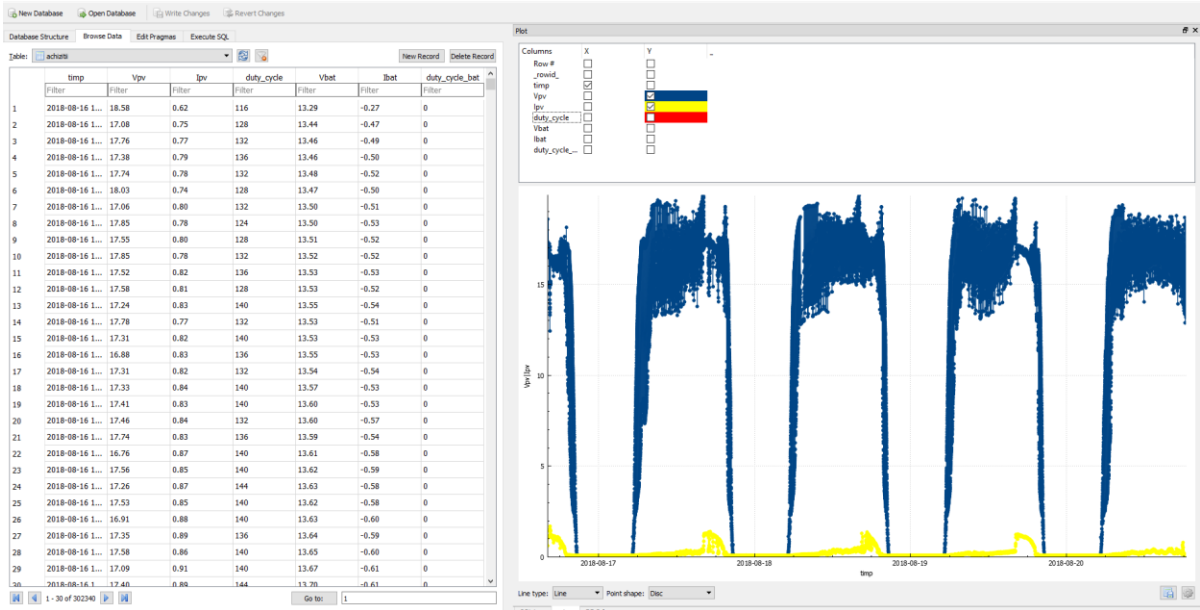 New Database Open Database Write Changes Revert Changes
Database Structure Browse Data Edit Pragmas Execute SQL
Table: achizitii New Record Delete Record
timp Vpv Ipv duty_cycle Vbat Ibat duty_cycle_bat
Filter Filter Filter Filter Filter Filter Filter
1 2018-08-16 1... 18.58 0.62 116 13.29 -0.27 0
2 2018-08-16 1... 17.08 0.75 128 13.44 -0.47 0
3 2018-08-16 1... 17.76 0.77 132 13.46 -0.49 0
4 2018-08-16 1... 17.38 0.79 136 13.46 -0.50 0
5 2018-08-16 1... 17.74 0.78 132 13.48 -0.52 0
6 2018-08-16 1... 18.03 0.74 128 13.47 -0.50 0
7 2018-08-16 1... 17.06 0.80 132 13.50 -0.51 0
8 2018-08-16 1... 17.85 0.78 124 13.50 -0.53 0
9 2018-08-16 1... 17.55 0.80 128 13.51 -0.52 0
10 2018-08-16 1... 17.85 0.78 132 13.52 -0.52 0
11 2018-08-16 1... 17.52 0.82 136 13.53 -0.53 0
12 2018-08-16 1... 17.58 0.81 128 13.53 -0.52 0
13 2018-08-16 1... 17.24 0.83 140 13.55 -0.54 0
14 2018-08-16 1... 17.78 0.77 132 13.53 -0.51 0
15 2018-08-16 1... 17.31 0.82 140 13.53 -0.53 0
16 2018-08-16 1... 16.88 0.83 136 13.55 -0.53 0
17 2018-08-16 1... 17.31 0.82 132 13.54 -0.54 0
18 2018-08-16 1... 17.33 0.84 140 13.57 -0.53 0
19 2018-08-16 1... 17.41 0.83 140 13.60 -0.53 0
20 2018-08-16 1... 17.46 0.84 132 13.60 -0.57 0
21 2018-08-16 1... 17.74 0.83 136 13.59 -0.54 0
22 2018-08-16 1... 16.76 0.87 140 13.61 -0.58 0
23 2018-08-16 1... 17.56 0.85 140 13.62 -0.59 0
24 2018-08-16 1... 17.26 0.87 144 13.63 -0.58 0
25 2018-08-16 1... 17.53 0.85 140 13.62 -0.58 0
26 2018-08-16 1... 16.91 0.88 140 13.63 -0.60 0
27 2018-08-16 1... 17.35 0.89 136 13.64 -0.59 0
28 2018-08-16 1... 17.58 0.86 140 13.65 -0.60 0
29 2018-08-16 1... 17.09 0.91 140 13.67 -0.61 0
30 2018-08-16 1... 17.40 0.89 144 13.70 -0.61 0
1 - 30 of 302340 Go to: 1
Plot
Columns X Y
Row #
_rowid_
timp
Vpv
Ipv
duty_cycle
Vbat
Ibat
duty_cycle_...
15
10
5
0
Vpv|Ipv
2018-08-17 2018-08-18 2018-08-19 2018-08-20
timp
Line type: Line Point shape: Disc